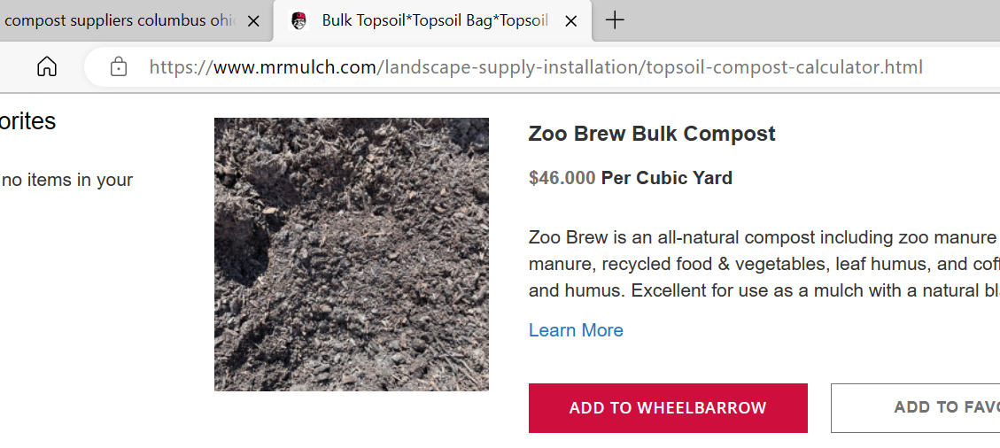 compost suppliers columbus ohio
Bulk Topsoil*Topsoil Bag*Topsoil
https://www.mrmulch.com/landscape-supply-installation/topsoil-compost-calculator.html
orites
no items in your
Zoo Brew Bulk Compost
$46.000 Per Cubic Yard
Zoo Brew is an all-natural compost including zoo manure
manure, recycled food & vegetables, leaf humus, and coff
and humus. Excellent for use as a mulch with a natural bl
Learn More
ADD TO WHEELBARROW
ADD TO FAVO